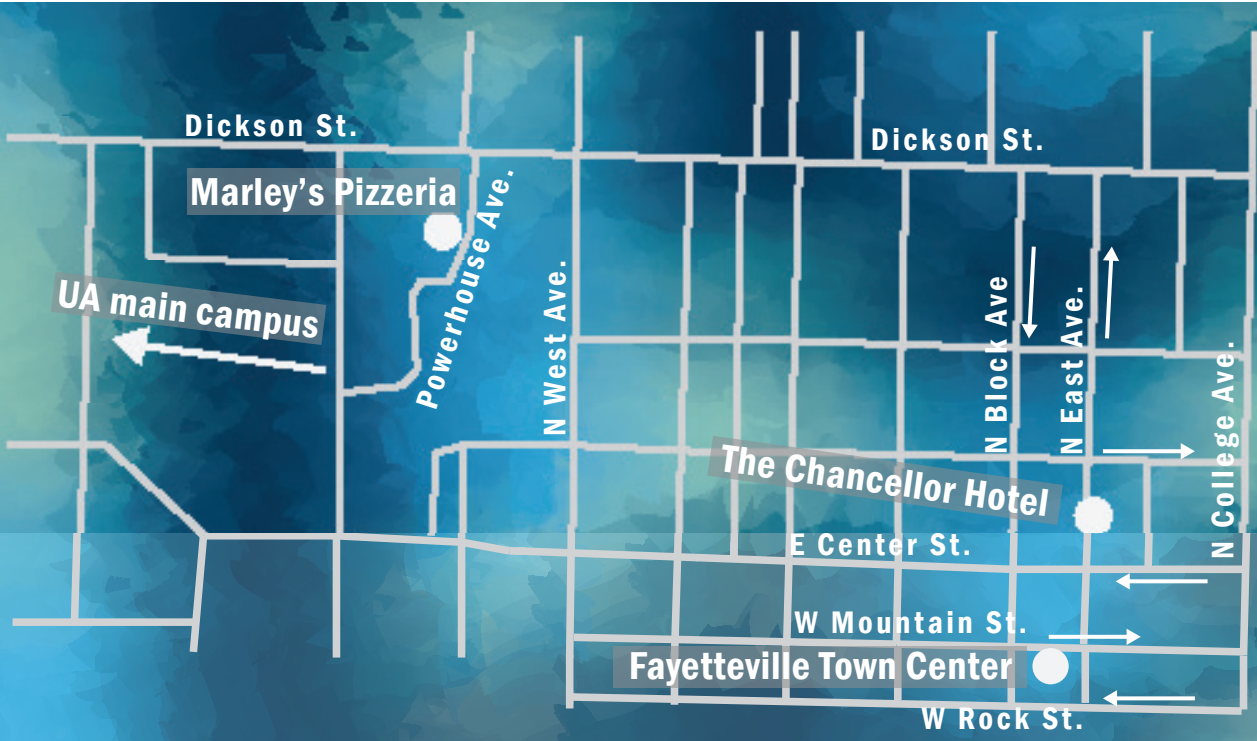 Dickson St.
Dickson St.
Marley's Pizzeria
Powerhouse Ave.
UA main campus
N West Ave.
N Block Ave
N East Ave.
N College Ave.
The Chancellor Hotel
E Center St.
W Mountain St.
Fayetteville Town Center
W Rock St.